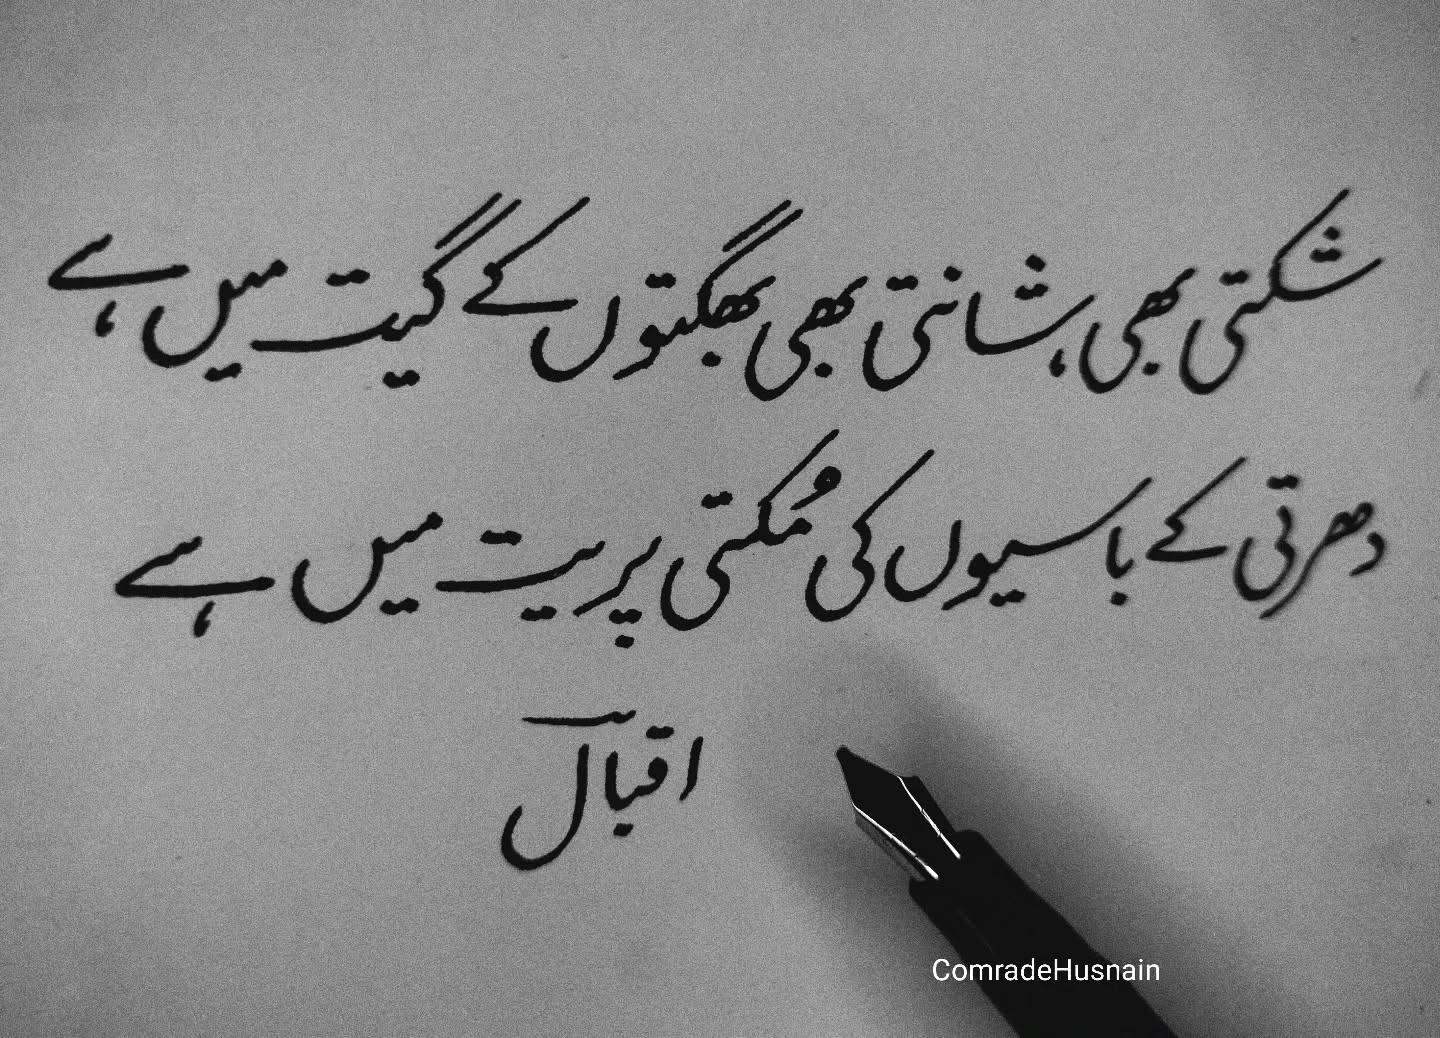 شکتی بھی، شانتی بھی بھگتوں کے گیت میں ہے
دھرتی کے باسیوں کی مُکتی پریت میں ہے
اقبالؔ
ComradeHusnain